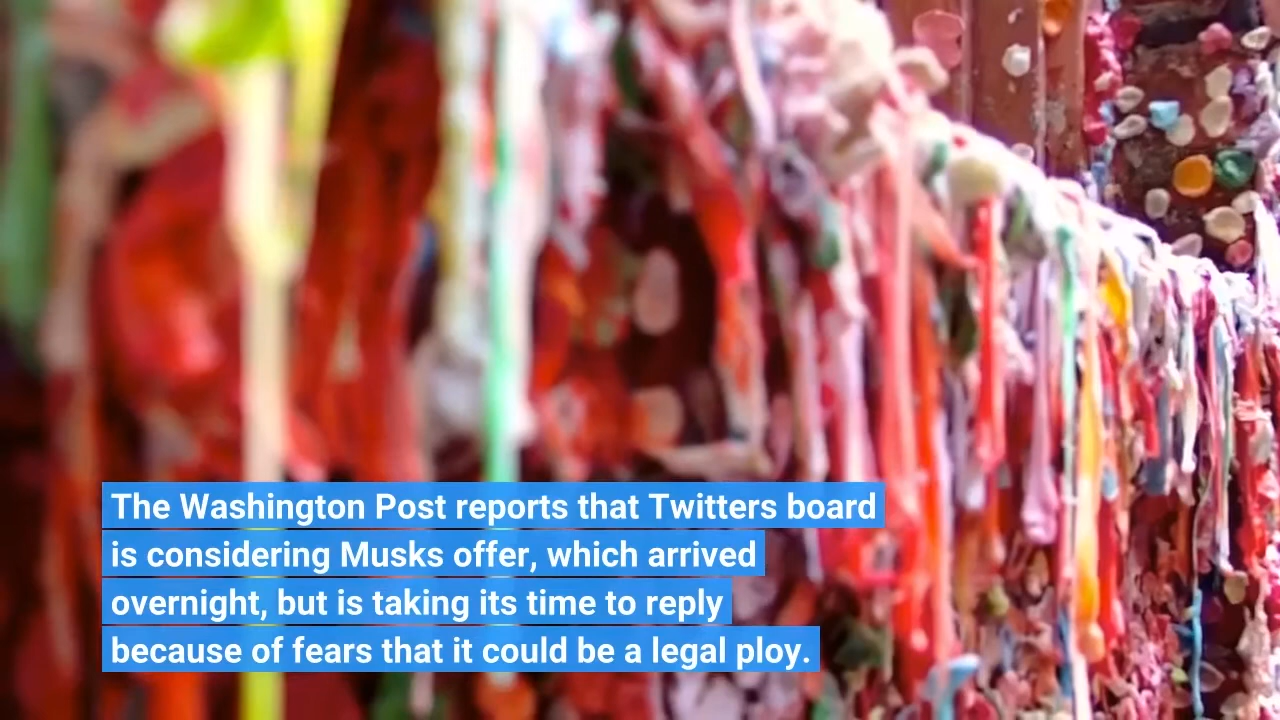 The Washington Post reports that Twitters board
is considering Musks offer, which arrived
overnight, but is taking its time to reply
because of fears that it could be a legal ploy.